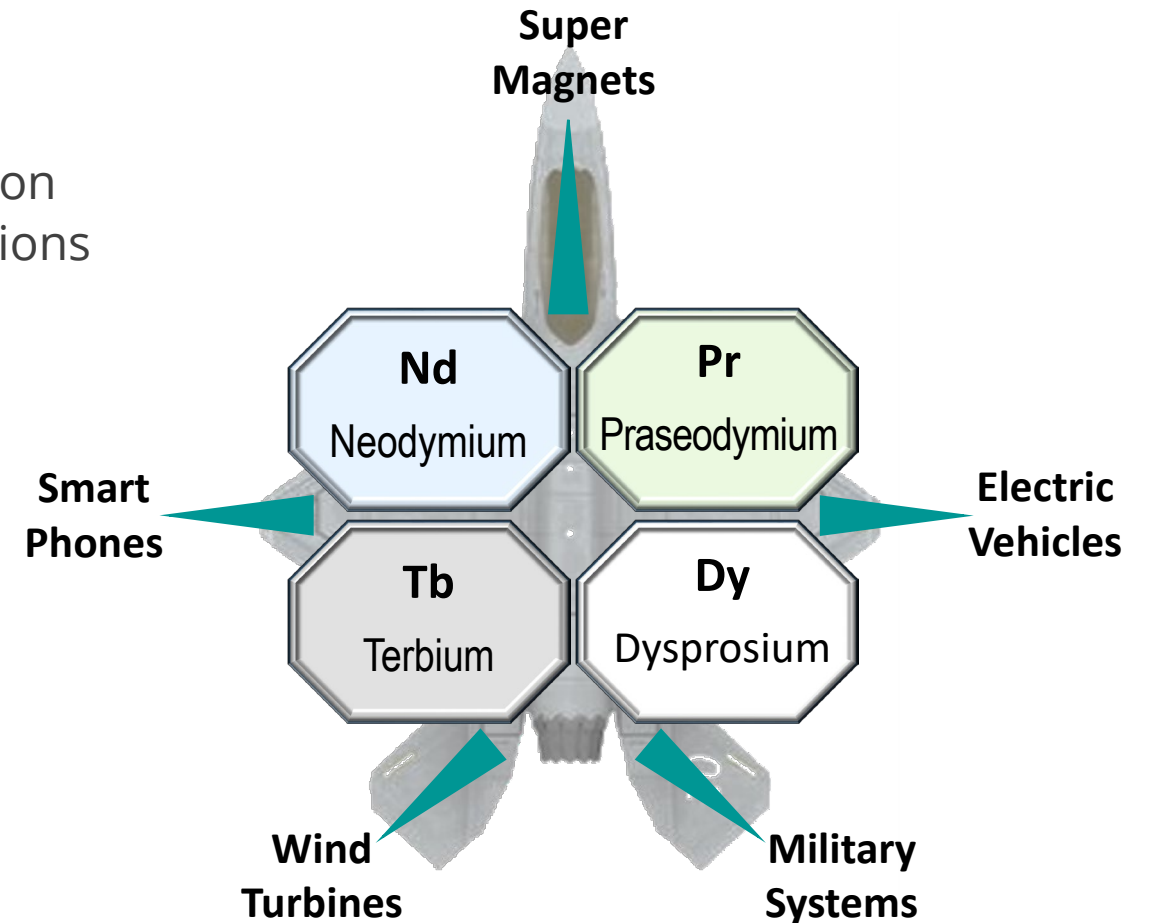 Super
Magnets
on
ions
Nd
Neodymium
Pr
Praseodymium
Smart
Phones
Electric
Vehicles
Tb
Terbium
Dy
Dysprosium
Wind
Turbines
Military
Systems